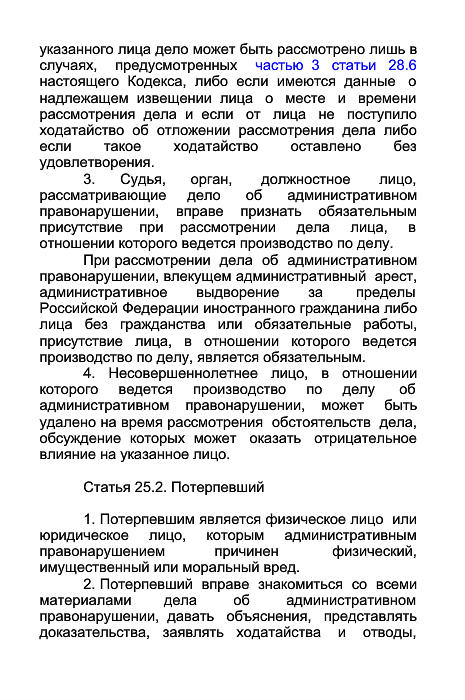 указанного лица дело может быть рассмотрено лишь в
случаях, предусмотренных частью 3 статьи 28.6
настоящего Кодекса, либо если имеются данные о
надлежащем извещении лица о месте и времени
рассмотрения дела и если от лица не поступило
ходатайство об отложении рассмотрения дела либо
если такое ходатайство оставлено без
удовлетворения.
3. Судья, орган, должностное лицо,
рассматривающие дело об административном
правонарушении, вправе признать обязательным
присутствие при рассмотрении дела лица, в
отношении которого ведется производство по делу.
При рассмотрении дела об административном
правонарушении, влекущем административный арест,
административное выдворение за пределы
Российской Федерации иностранного гражданина либо
лица без гражданства или обязательные работы,
присутствие лица, в отношении которого ведется
производство по делу, является обязательным.
4. Несовершеннолетнее лицо, в отношении
которого ведется производство по делу об
административном правонарушении, может быть
удалено на время рассмотрения обстоятельств дела,
обсуждение которых может оказать отрицательное
влияние на указанное лицо.
Статья 25.2. Потерпевший
1. Потерпевшим является физическое лицо или
юридическое лицо, которым административным
правонарушением причинен физический,
имущественный или моральный вред.
2. Потерпевший вправе знакомиться со всеми
материалами дела об административном
правонарушении, давать объяснения, представлять
доказательства, заявлять ходатайства и отводы,